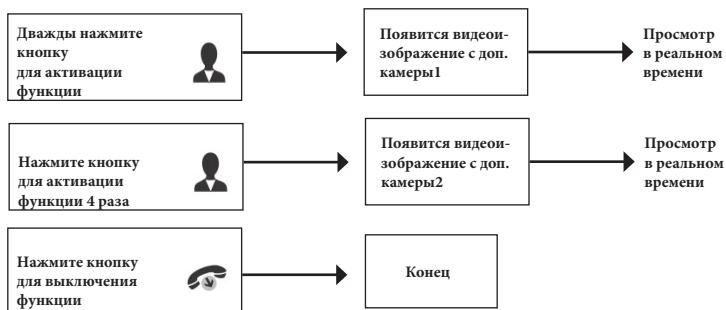 Дважды нажмите
кнопку
для активации
функции
Появится видеои-
зображение с доп.
камеры1
Просмотр
в реальном
времени
Нажмите кнопку
для активации
функции 4 раза
Появится видеои-
зображение с доп.
камеры2
Просмотр
в реальном
времени
Нажмите кнопку
для выключения
функции
Конец